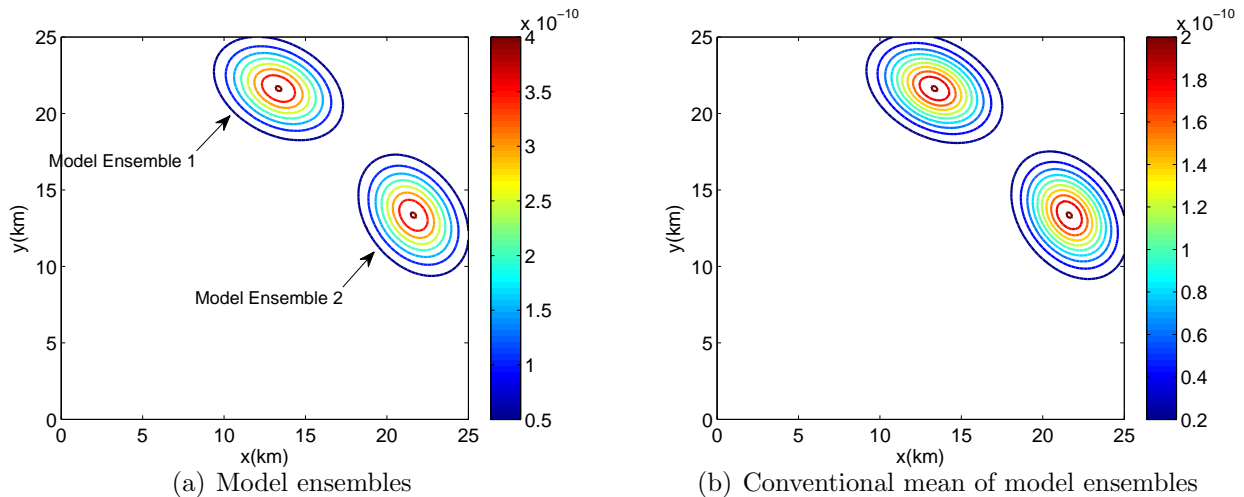 x 10⁻¹⁰
25
20
15
10
5
0
y(km)
0 5 10 15 20 25
x(km)
Model Ensemble 1
Model Ensemble 2
4
3.5
3
2.5
2
1.5
1
0.5
(a) Model ensembles
x 10⁻¹⁰
25
20
15
10
5
0
y(km)
0 5 10 15 20 25
x(km)
2
1.8
1.6
1.4
1.2
1
0.8
0.6
0.4
0.2
(b) Conventional mean of model ensembles